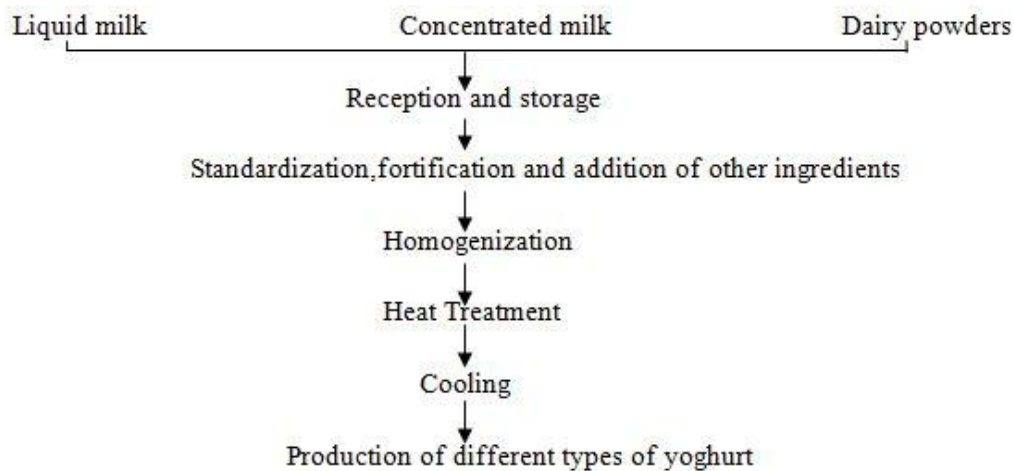 Liquid milk Concentrated milk Dairy powders
Reception and storage
Standardization,fortification and addition of other ingredients
Homogenization
Heat Treatment
Cooling
Production of different types of yoghurt